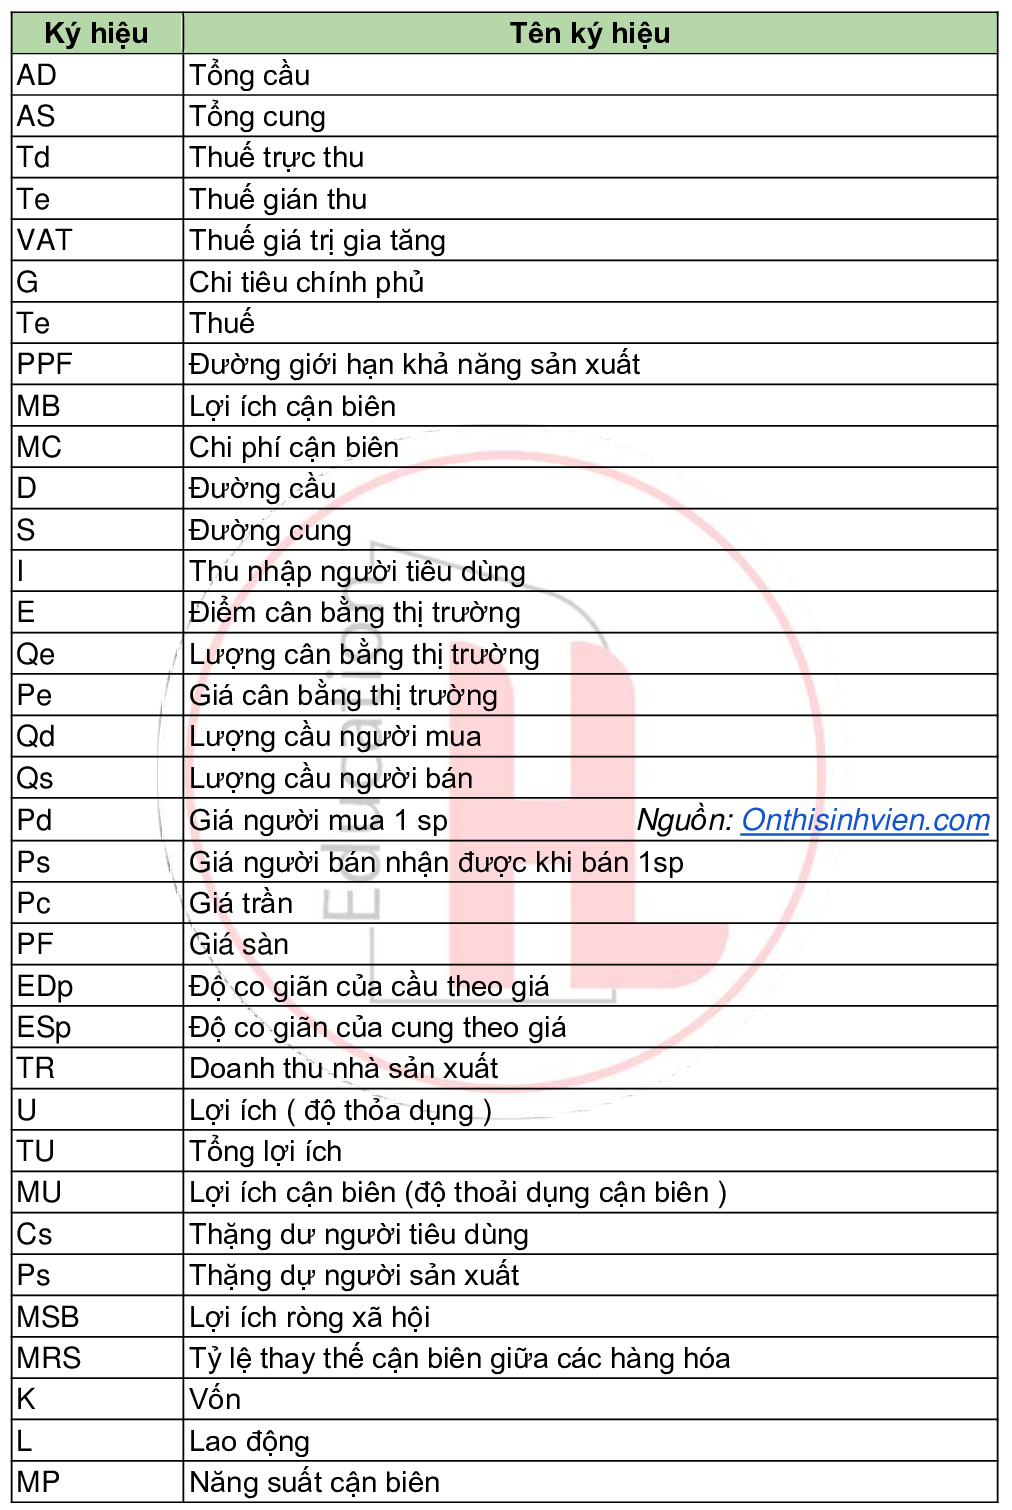 Ký hiệu Tên ký hiệu
AD Tổng cầu
AS Tổng cung
Td Thuế trực thu
Te Thuế gián thu
VAT Thuế giá trị gia tăng
G Chi tiêu chính phủ
Te Thuế
PPF Đường giới hạn khả năng sản xuất
MB Lợi ích cận biên
MC Chi phí cận biên
D Đường cầu
S Đường cung
I Thu nhập người tiêu dùng
E Điểm cân bằng thị trường
Qe Lượng cân bằng thị trường
Pe Giá cân bằng thị trường
Qd Lượng cầu người mua
Qs Lượng cầu người bán
Pd Giá người mua 1 sp Nguồn: Onthisinhvien.com
Ps Giá người bán nhận được khi bán 1sp
Pc Giá trần
PF Giá sàn
EDp Độ co giãn của cầu theo giá
ESp Độ co giãn của cung theo giá
TR Doanh thu nhà sản xuất
U Lợi ích ( độ thỏa dụng )
TU Tổng lợi ích
MU Lợi ích cận biên (độ thoải dụng cận biên )
Cs Thặng dư người tiêu dùng
Ps Thặng dự người sản xuất
MSB Lợi ích ròng xã hội
MRS Tỷ lệ thay thế cận biên giữa các hàng hóa
K Vốn
L Lao động
MP Năng suất cận biên
Education